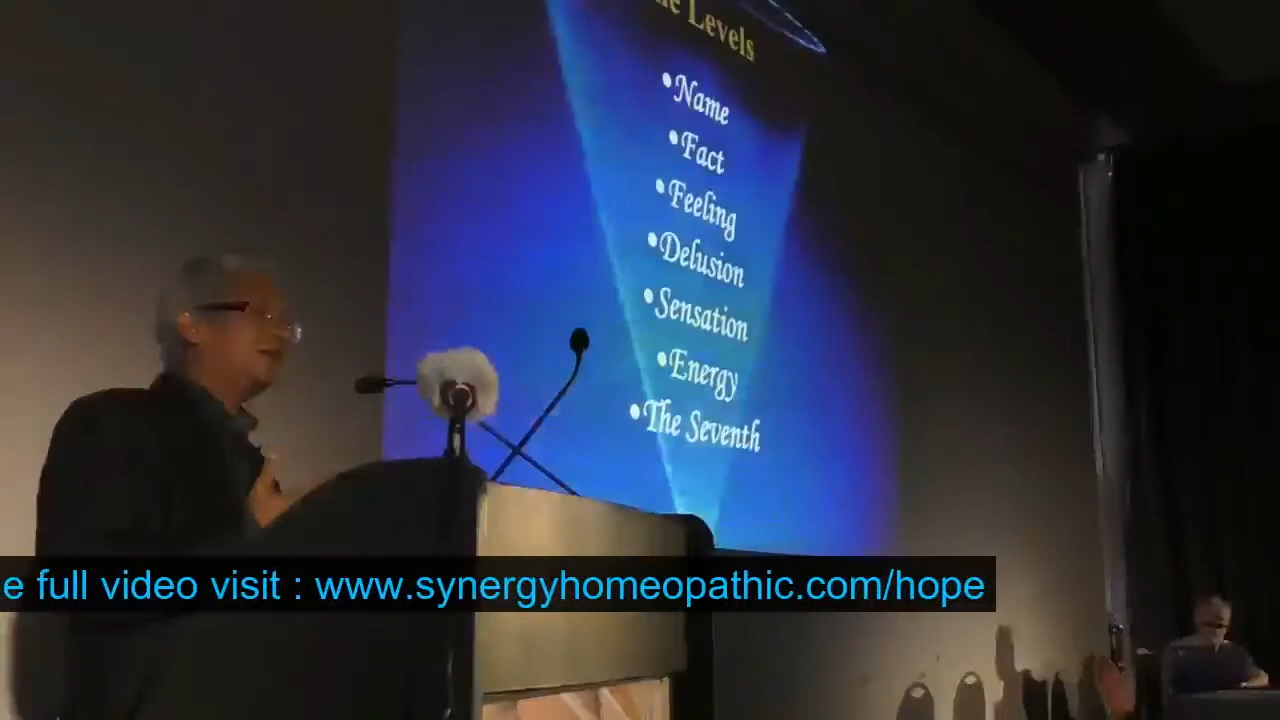 Levels
•Name
•Fact
•Feeling
•Delusion
•Sensation
•Energy
•The Seventh
e full video visit : www.synergyhomeopathic.com/hope